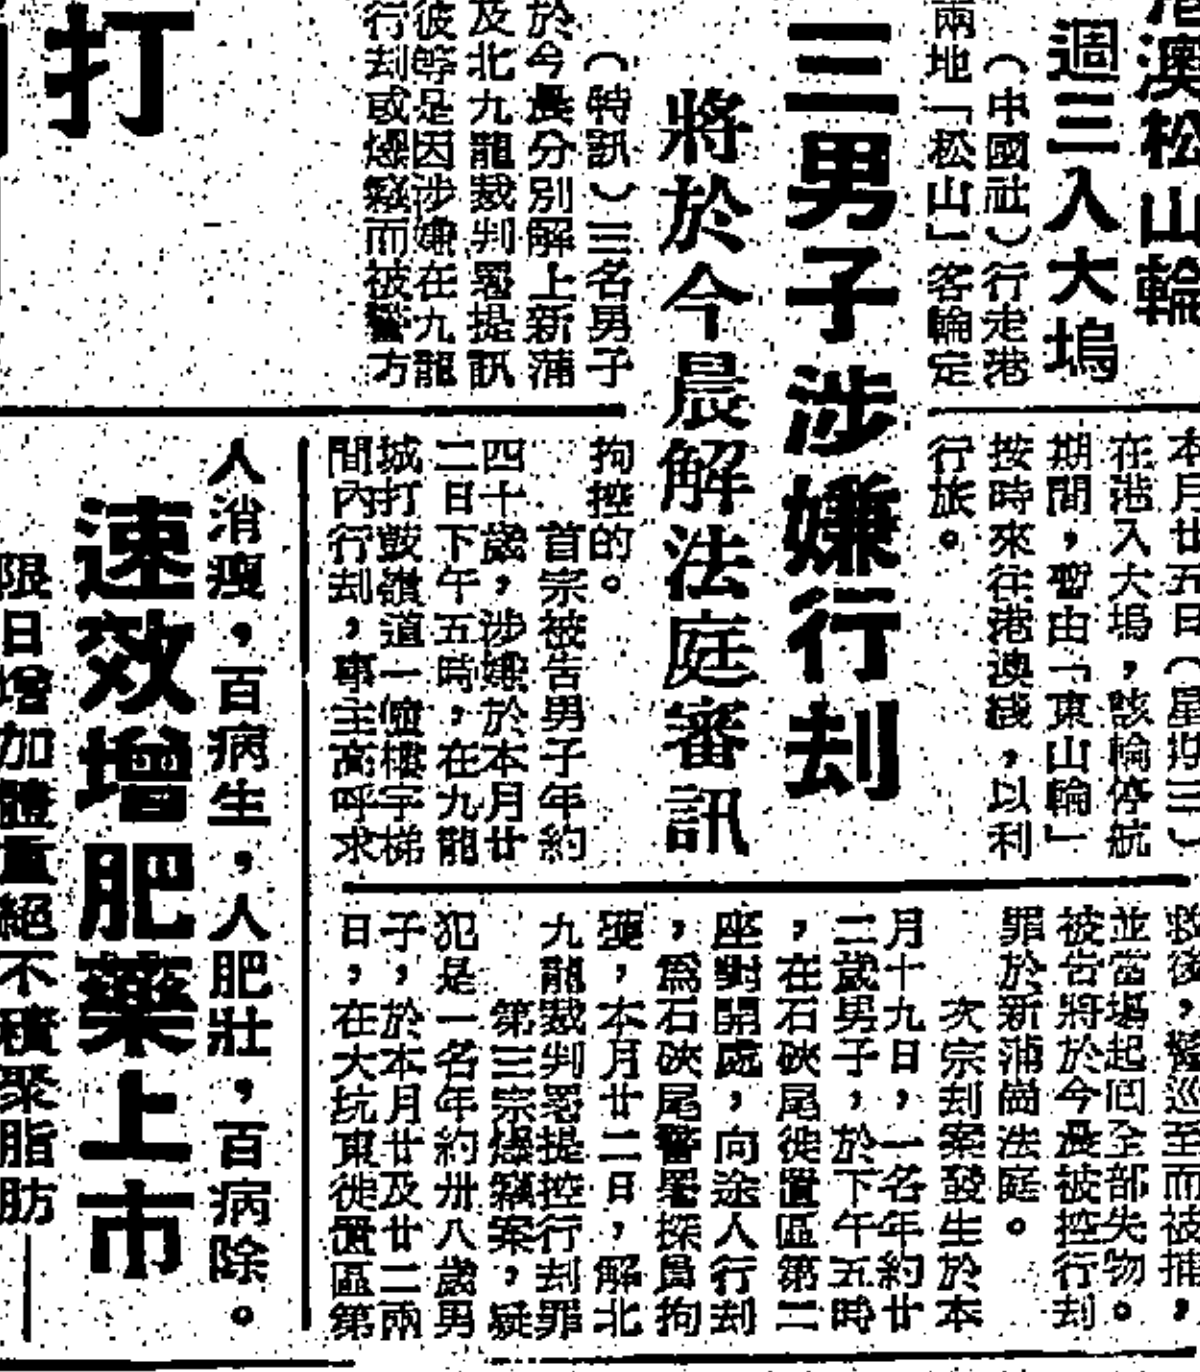 港澳松山輪
週三入大塢
（中國社）行走港
兩地「松山」客輪定
本月廿五日（星期三）
在港入大塢，該輪停航
期間，暫由「東山輪」
按時來往港澳綫，以利
行旅。
三男子涉嫌行刦
將於今晨解法庭審訊
（特訊）三名男子
於今晨分別解上新蒲
及北九龍裁判署提訊
彼等是因涉嫌在九龍
行刦或爆竊而被警方
拘控的。
首宗被告男子年約
四十歲，涉嫌於本月廿
二日下午五時，在九龍
城打鼓嶺道一幢樓宇梯
間內行刦，事主高呼求
救後，警巡至而被捕，
並當塲起回全部失物。
被告將於今晨被控行刦
罪於新蒲崗法庭。
次宗刦案發生於本
月十九日，一名年約廿
二歲男子，於下午五時
，在石硤尾徙置區第二
座對開處，向途人行刦
，爲石硤尾警署探員拘
獲，本月廿二日，解北
九龍裁判署提控行刦罪
第三宗爆竊案，疑
犯是一名年約卅八歲男
子，於本月廿及廿二兩
日，在大坑東徙置區第
打
人消瘦，百病生，人肥壯，百病除。
速效增肥藥上市
限日增加體重絕不積聚脂肪—